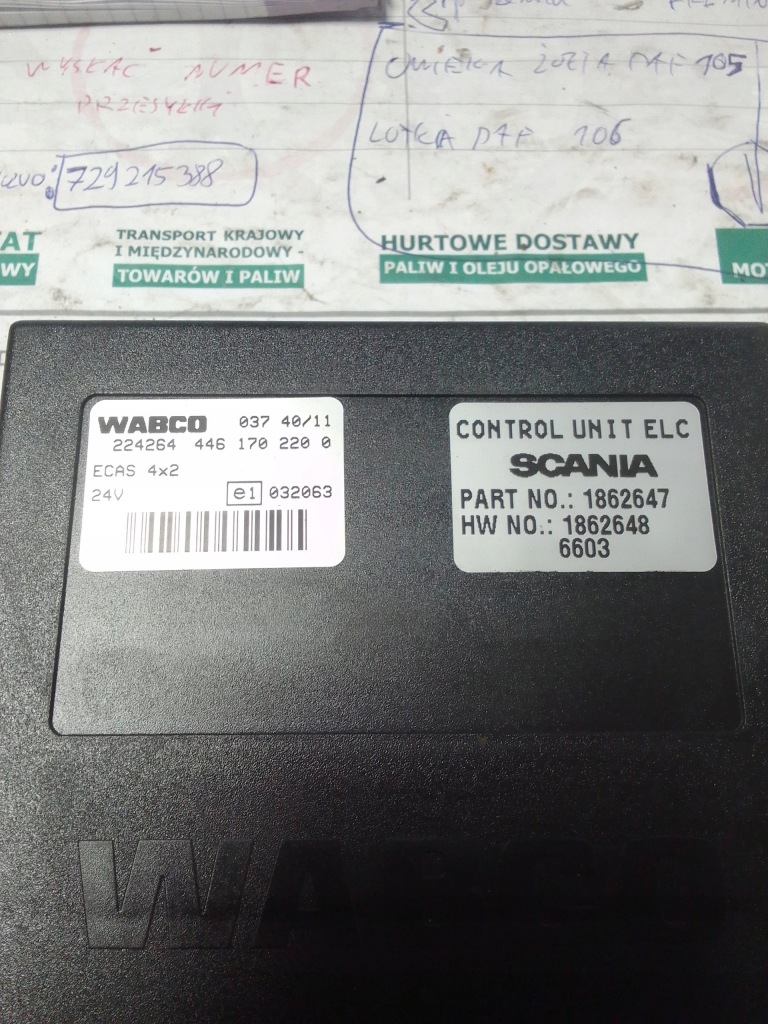 WYSŁAĆ NUMER
PRZESYŁKI
729215388
ŻÓŁTA DAF 105
LOTKA DAF 106
TRANSPORT KRAJOWY
I MIĘDZYNARODOWY -
TOWARÓW I PALIW
HURTOWE DOSTAWY
PALIW I OLEJU OPAŁOWEGO
WABCO 037 40/11
224264 446 170 220 0
ECAS 4x2
24V e1 032063
CONTROL UNIT ELC
SCANIA
PART NO.: 1862647
HW NO.: 1862648
6603
WABCO